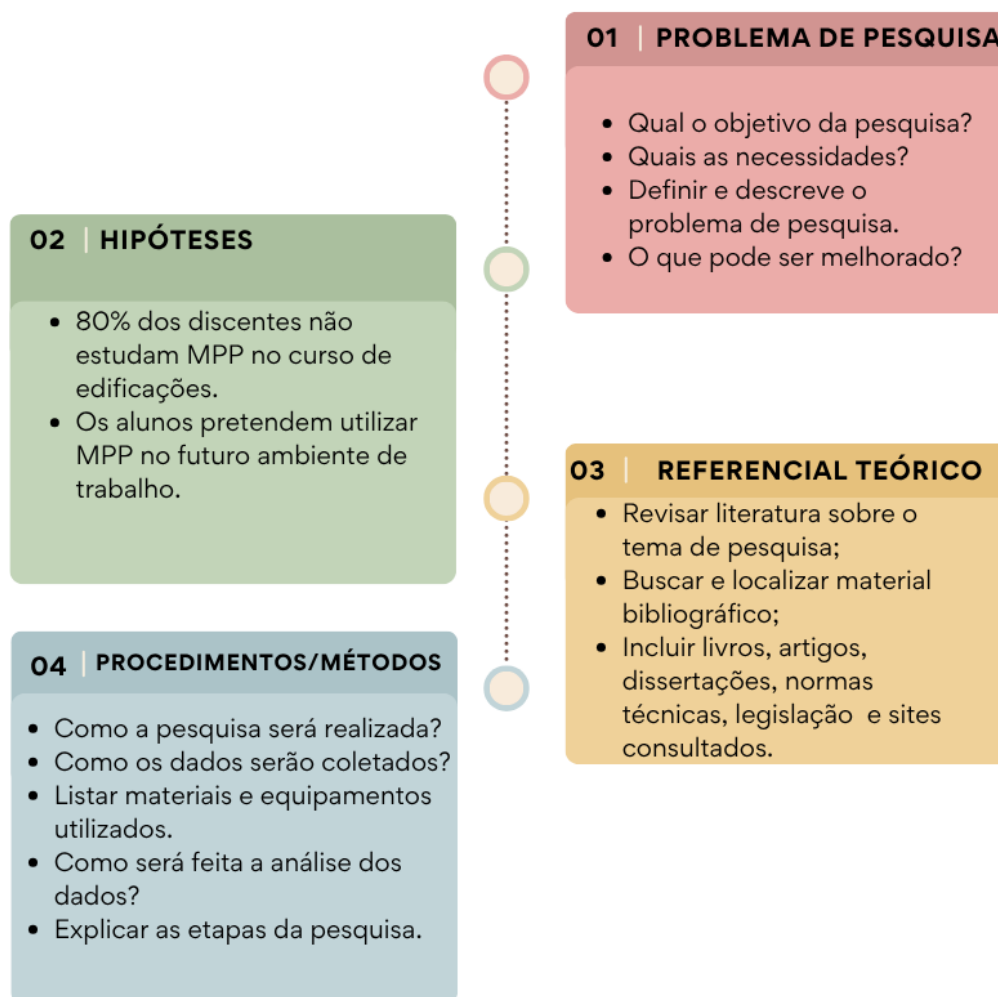 01 | PROBLEMA DE PESQUISA
• Qual o objetivo da pesquisa?
• Quais as necessidades?
• Definir e descreve o
problema de pesquisa.
• O que pode ser melhorado?
02 | HIPÓTESES
• 80% dos discentes não
estudam MPP no curso de
edificações.
• Os alunos pretendem utilizar
MPP no futuro ambiente de
trabalho.
03 | REFERENCIAL TEÓRICO
• Revisar literatura sobre o
tema de pesquisa;
• Buscar e localizar material
bibliográfico;
• Incluir livros, artigos,
dissertações, normas
técnicas, legislação e sites
consultados.
04 | PROCEDIMENTOS/MÉTODOS
• Como a pesquisa será realizada?
• Como os dados serão coletados?
• Listar materiais e equipamentos
utilizados.
• Como será feita a análise dos
dados?
• Explicar as etapas da pesquisa.